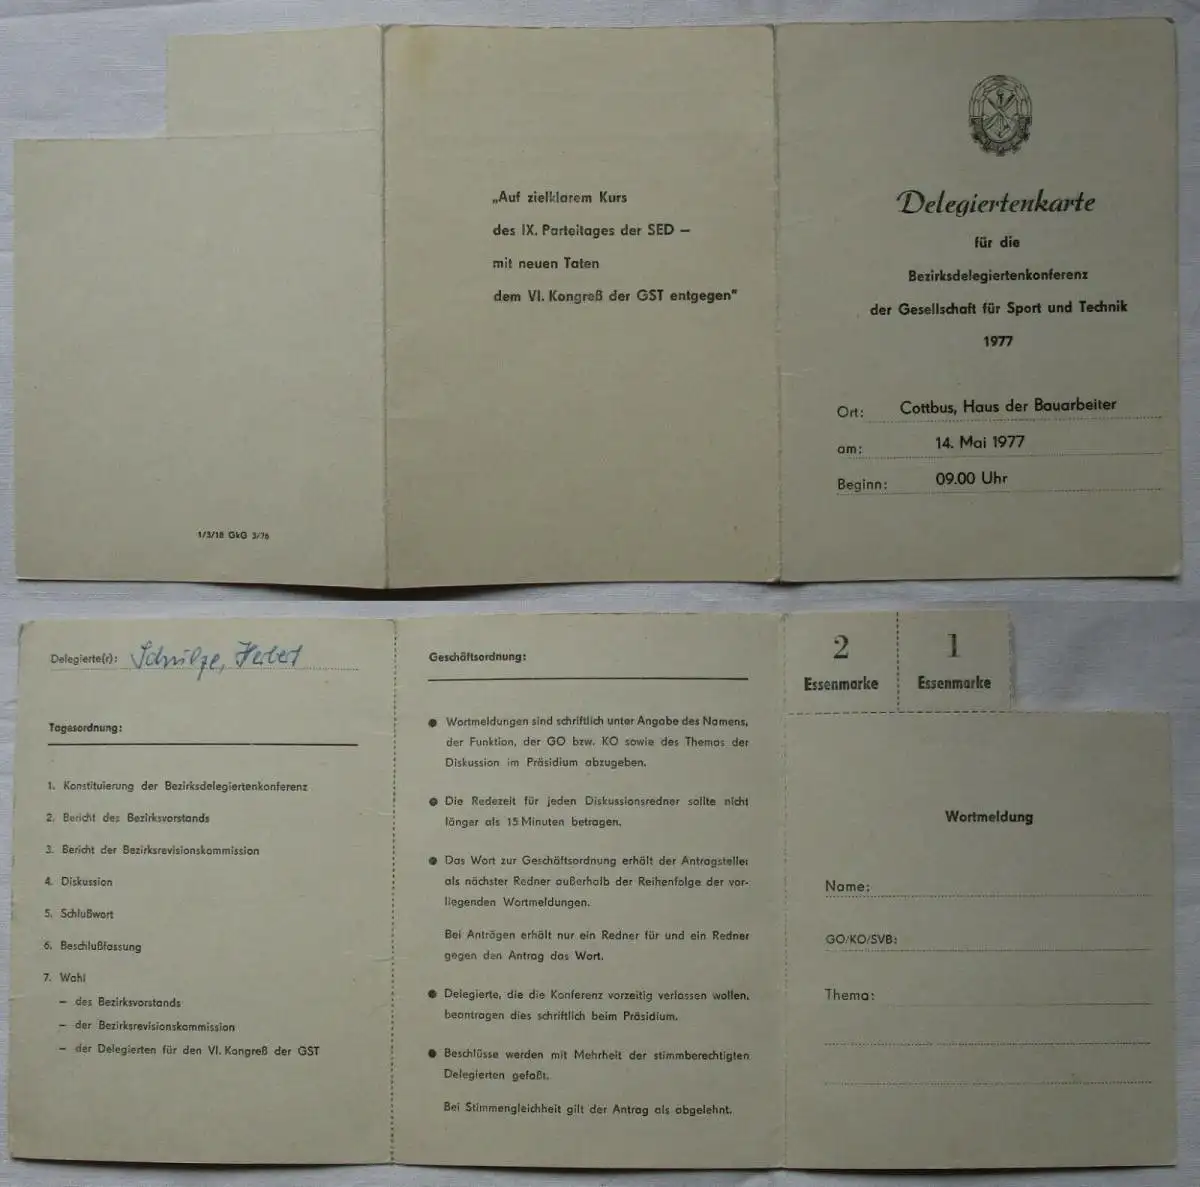 „Auf zielklarem Kurs
des IX. Parteitages der SED –
mit neuen Taten
dem VI. Kongreß der GST entgegen"
1/3/18 GkG 3/76
Delegiertenkarte
für die
Bezirksdelegiertenkonferenz
der Gesellschaft für Sport und Technik
1977
Ort: Cottbus, Haus der Bauarbeiter
am: 14. Mai 1977
Beginn: 09.00 Uhr
Delegierte(r): Schulze, Herbert
Tagesordnung:
1. Konstituierung der Bezirksdelegiertenkonferenz
2. Bericht des Bezirksvorstands
3. Bericht der Bezirksrevisionskommission
4. Diskussion
5. Schlußwort
6. Beschlußfassung
7. Wahl
– des Bezirksvorstands
– der Bezirksrevisionskommission
– der Delegierten für den VI. Kongreß der GST
Geschäftsordnung:
● Wortmeldungen sind schriftlich unter Angabe des Namens,
der Funktion, der GO bzw. KO sowie des Themas der
Diskussion im Präsidium abzugeben.
● Die Redezeit für jeden Diskussionsredner sollte nicht
länger als 15 Minuten betragen.
● Das Wort zur Geschäftsordnung erhält der Antragsteller
als nächster Redner außerhalb der Reihenfolge der vor-
liegenden Wortmeldungen.
Bei Anträgen erhält nur ein Redner für und ein Redner
gegen den Antrag das Wort.
● Delegierte, die die Konferenz vorzeitig verlassen wollen,
beantragen dies schriftlich beim Präsidium.
● Beschlüsse werden mit Mehrheit der stimmberechtigten
Delegierten gefaßt.
Bei Stimmengleichheit gilt der Antrag als abgelehnt.
2
Essenmarke
1
Essenmarke
Wortmeldung
Name:
GO/KO/SVB:
Thema: